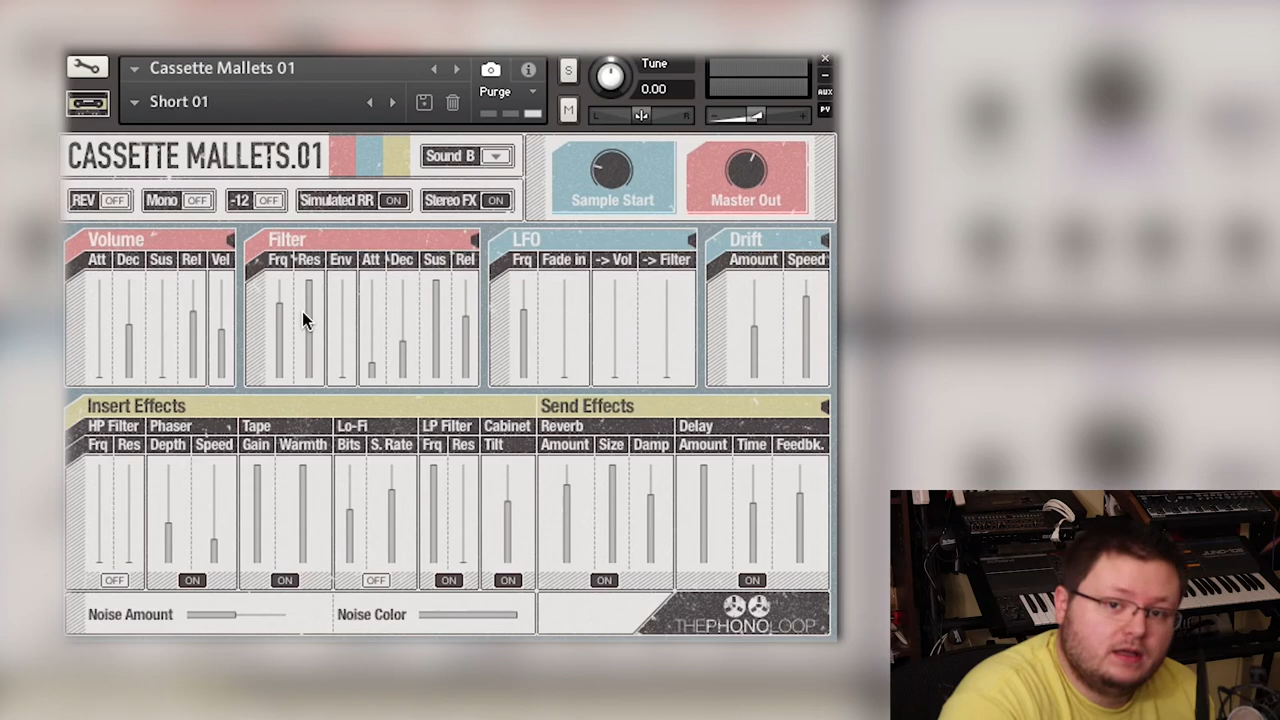 Cassette Mallets 01
Short 01
Purge
S
M
Tune
0.00
L
R
AUX
PV
CASSETTE MALLETS.01
Sound B
REV OFF Mono OFF -12 OFF Simulated RR ON Stereo FX ON
Sample Start
Master Out
Volume
Att Dec Sus Rel Vel
Filter
Frq Res Env Att Dec Sus Rel
LFO
Frq Fade in -> Vol -> Filter
Drift
Amount Speed
Insert Effects
Send Effects
HP Filter Phaser Tape Lo-Fi LP Filter Cabinet Reverb Delay
Frq Res Depth Speed Gain Warmth Bits S. Rate Frq Res Tilt Amount Size Damp Amount Time Feedbk.
OFF ON ON OFF ON ON ON ON
Noise Amount
Noise Color
THEPHONOLOOP
JUNO-106